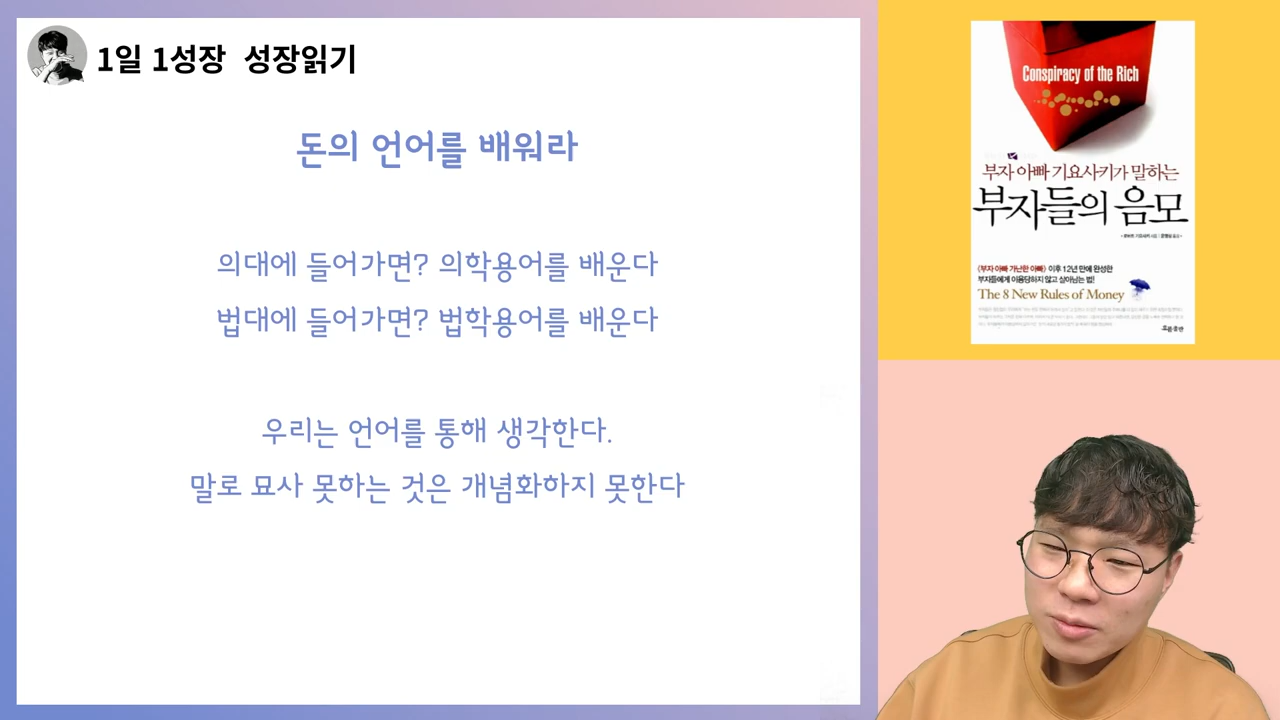 1일 1성장 성장읽기
돈의 언어를 배워라
의대에 들어가면? 의학용어를 배운다
법대에 들어가면? 법학용어를 배운다
우리는 언어를 통해 생각한다.
말로 묘사 못하는 것은 개념화하지 못한다
Conspiracy of the Rich
부자 아빠 기요사키가 말하는
부자들의 음모
《부자 아빠 가난한 아빠》 이후 12년 만에 완성한
부자들에게 이용당하지 않고 살아남는 법!
The 8 New Rules of Money